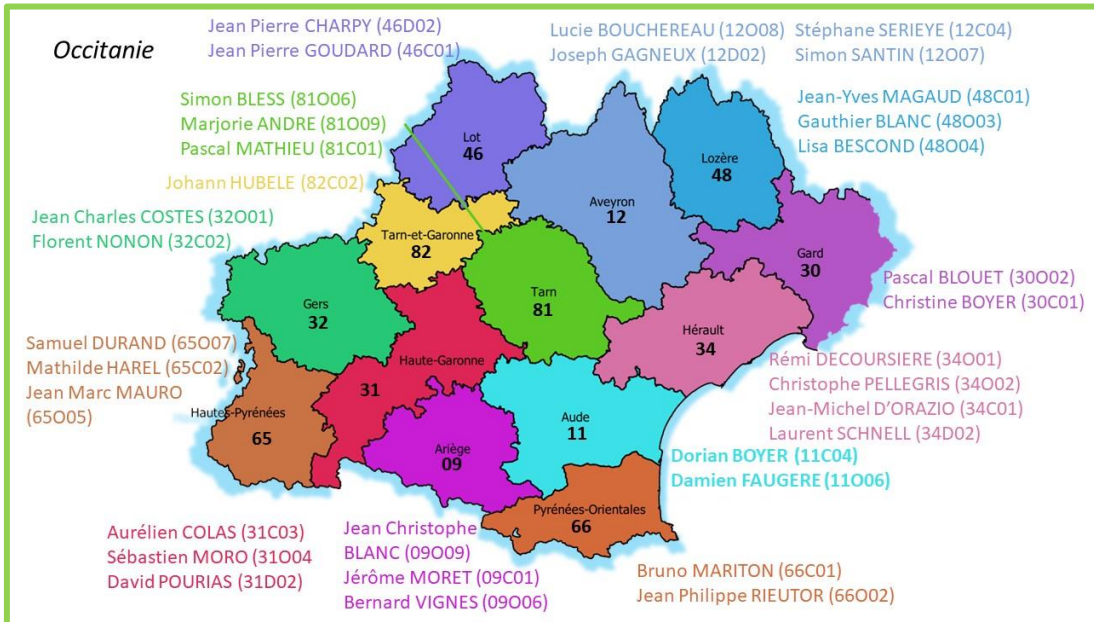 Occitanie
Jean Pierre CHARPY (46D02)
Jean Pierre GOUDARD (46C01)
Lucie BOUCHEREAU (12O08)
Joseph GAGNEUX (12D02)
Stéphane SERIEYE (12C04)
Simon SANTIN (12O07)
Simon BLESS (81O06)
Marjorie ANDRE (81O09)
Pascal MATHIEU (81C01)
Jean-Yves MAGAUD (48C01)
Gauthier BLANC (48O03)
Lisa BESCOND (48O04)
Johann HUBELE (82C02)
Jean Charles COSTES (32O01)
Florent NONON (32C02)
Lot
46
Lozère
48
Aveyron
12
Tarn-et-Garonne
82
Gard
30
Pascal BLOUET (30O02)
Christine BOYER (30C01)
Gers
32
Tarn
81
Hérault
34
Samuel DURAND (65O07)
Mathilde HAREL (65C02)
Jean Marc MAURO
(65O05)
Haute-Garonne
31
Rémi DECOURSIERE (34O01)
Christophe PELLEGRIS (34O02)
Jean-Michel D'ORAZIO (34C01)
Laurent SCHNELL (34D02)
Hautes-Pyrénées
65
Ariège
09
Aude
11
Dorian BOYER (11C04)
Damien FAUGERE (11O06)
Pyrénées-Orientales
66
Aurélien COLAS (31C03)
Sébastien MORO (31O04
David POURIAS (31D02)
Jean Christophe
BLANC (09O09)
Jérôme MORET (09C01)
Bernard VIGNES (09O06)
Bruno MARITON (66C01)
Jean Philippe RIEUTOR (66O02)